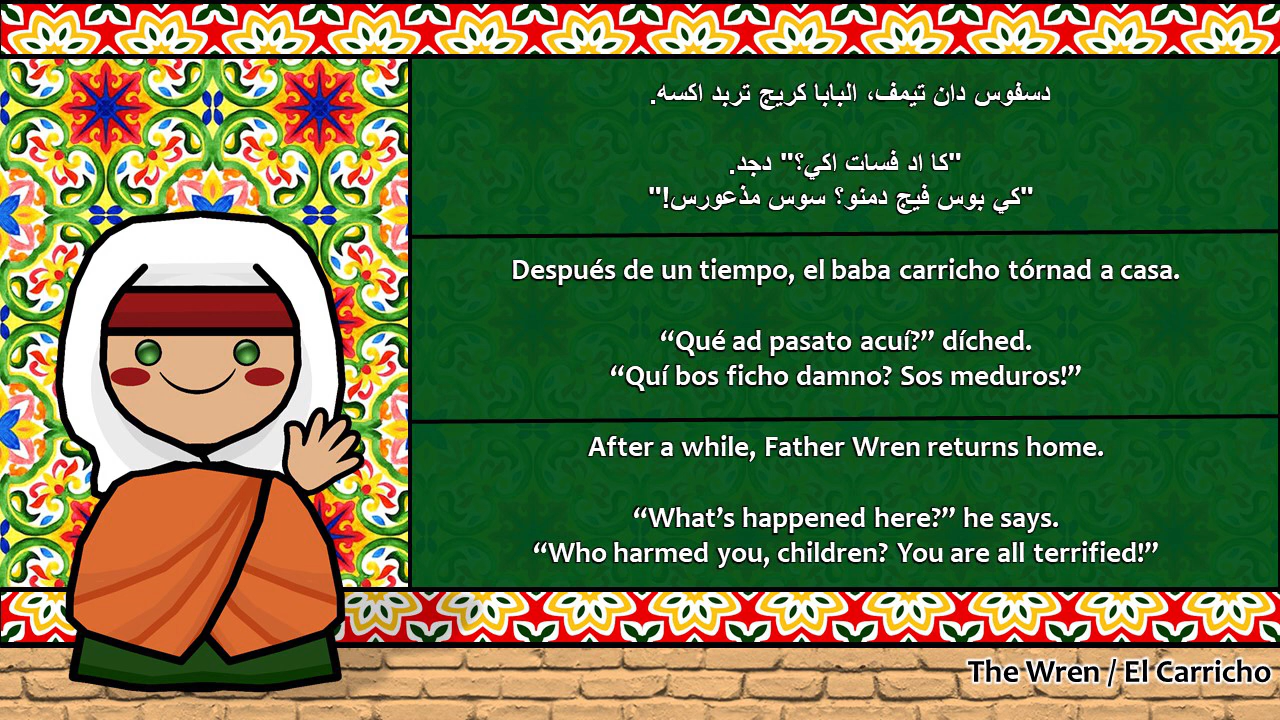 دسفوس دان تيمف، البابا كريج تربد اكسه.
"كا اد فسات اكي؟" دجد.
"كي بوس فيج دمنو؟ سوس مذعورس!"
Después de un tiempo, el baba carricho tórnad a casa.
“Qué ad pasato acuí?” díched.
“Quí bos ficho damno? Sos meduros!”
After a while, Father Wren returns home.
“What’s happened here?” he says.
“Who harmed you, children? You are all terrified!”
The Wren / El Carricho